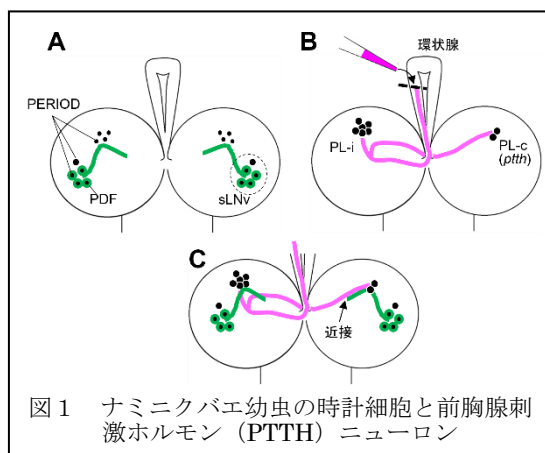 A
PERIOD
PDF
sLNv
B
環状腺
PL-i
PL-c
(ptth)
C
近接
図1 ナミニクバエ幼虫の時計細胞と前胸腺刺
激ホルモン（PTTH）ニューロン